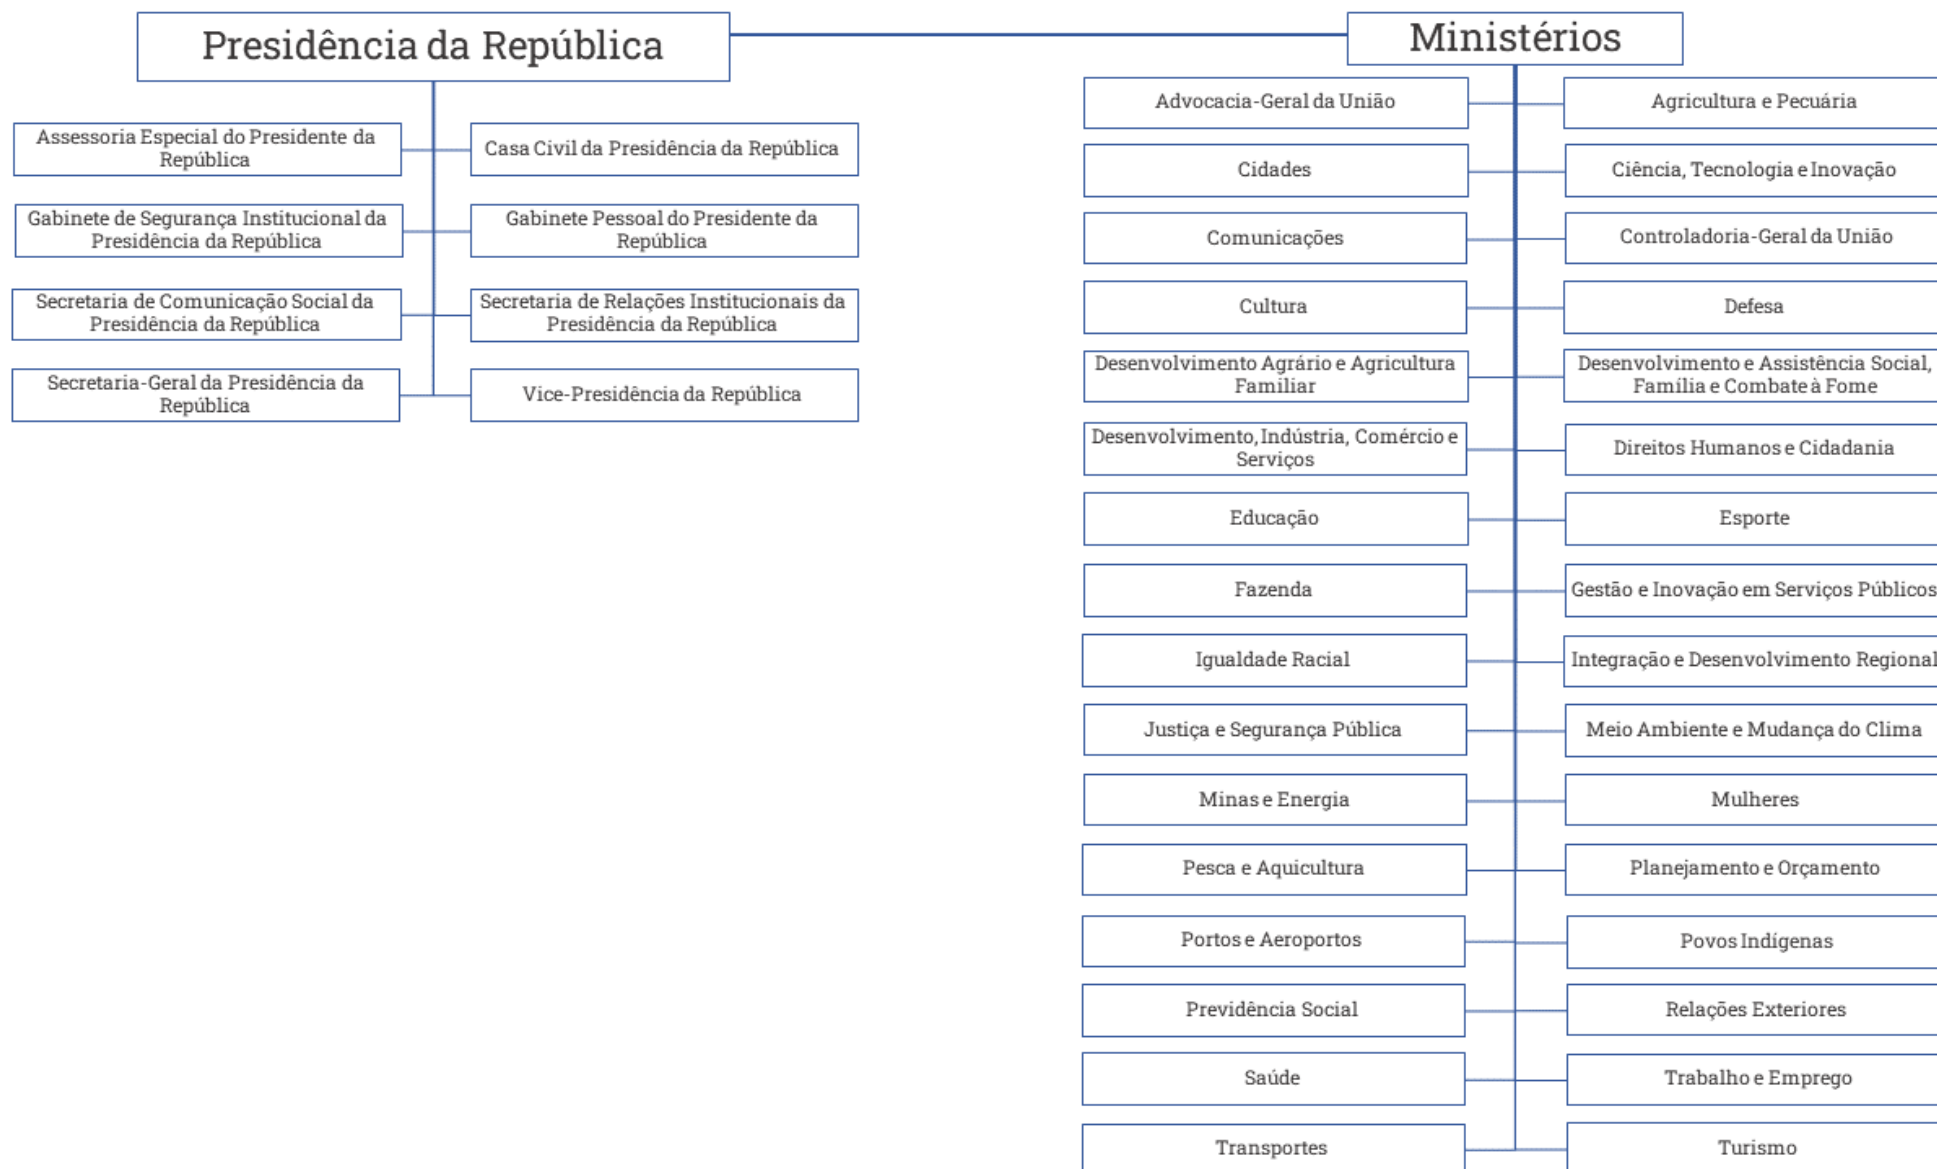 Presidência da República
Ministérios
Assessoria Especial do Presidente da
República
Casa Civil da Presidência da República
Gabinete de Segurança Institucional da
Presidência da República
Gabinete Pessoal do Presidente da
República
Secretaria de Comunicação Social da
Presidência da República
Secretaria de Relações Institucionais da
Presidência da República
Secretaria-Geral da Presidência da
República
Vice-Presidência da República
Advocacia-Geral da União
Agricultura e Pecuária
Cidades
Ciência, Tecnologia e Inovação
Comunicações
Controladoria-Geral da União
Cultura
Defesa
Desenvolvimento Agrário e Agricultura
Familiar
Desenvolvimento e Assistência Social,
Família e Combate à Fome
Desenvolvimento, Indústria, Comércio e
Serviços
Direitos Humanos e Cidadania
Educação
Esporte
Fazenda
Gestão e Inovação em Serviços Públicos
Igualdade Racial
Integração e Desenvolvimento Regional
Justiça e Segurança Pública
Meio Ambiente e Mudança do Clima
Minas e Energia
Mulheres
Pesca e Aquicultura
Planejamento e Orçamento
Portos e Aeroportos
Povos Indígenas
Previdência Social
Relações Exteriores
Saúde
Trabalho e Emprego
Transportes
Turismo